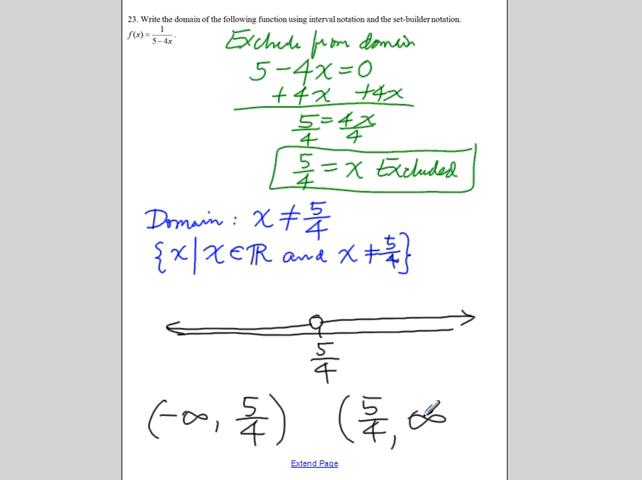 23. Write the domain of the following function using interval notation and the set-builder notation.
f(x) = 1/(5−4x).
Exclude from domain
5 − 4x = 0
+4x +4x
5/4 = 4x/4
5/4 = x Excluded
Domain: x ≠ 5/4
{x | x ∈ ℝ and x ≠ 5/4}
5/4
(−∞, 5/4) (5/4, ∞
Extend Page